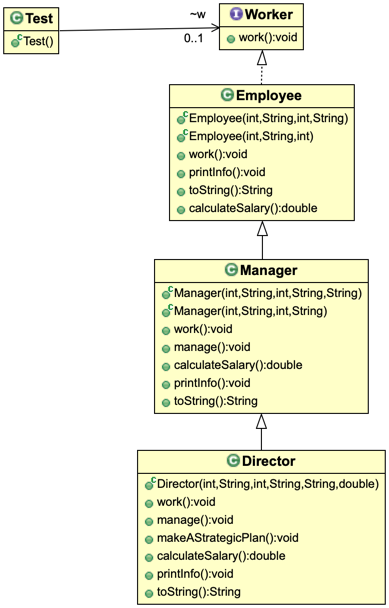 Test
Test()
~w
0..1
Worker
work():void
Employee
Employee(int,String,int,String)
Employee(int,String,int)
work():void
printInfo():void
toString():String
calculateSalary():double
Manager
Manager(int,String,int,String,String)
Manager(int,String,int,String)
work():void
manage():void
calculateSalary():double
printInfo():void
toString():String
Director
Director(int,String,int,String,String,double)
work():void
manage():void
makeAStrategicPlan():void
calculateSalary():double
printInfo():void
toString():String